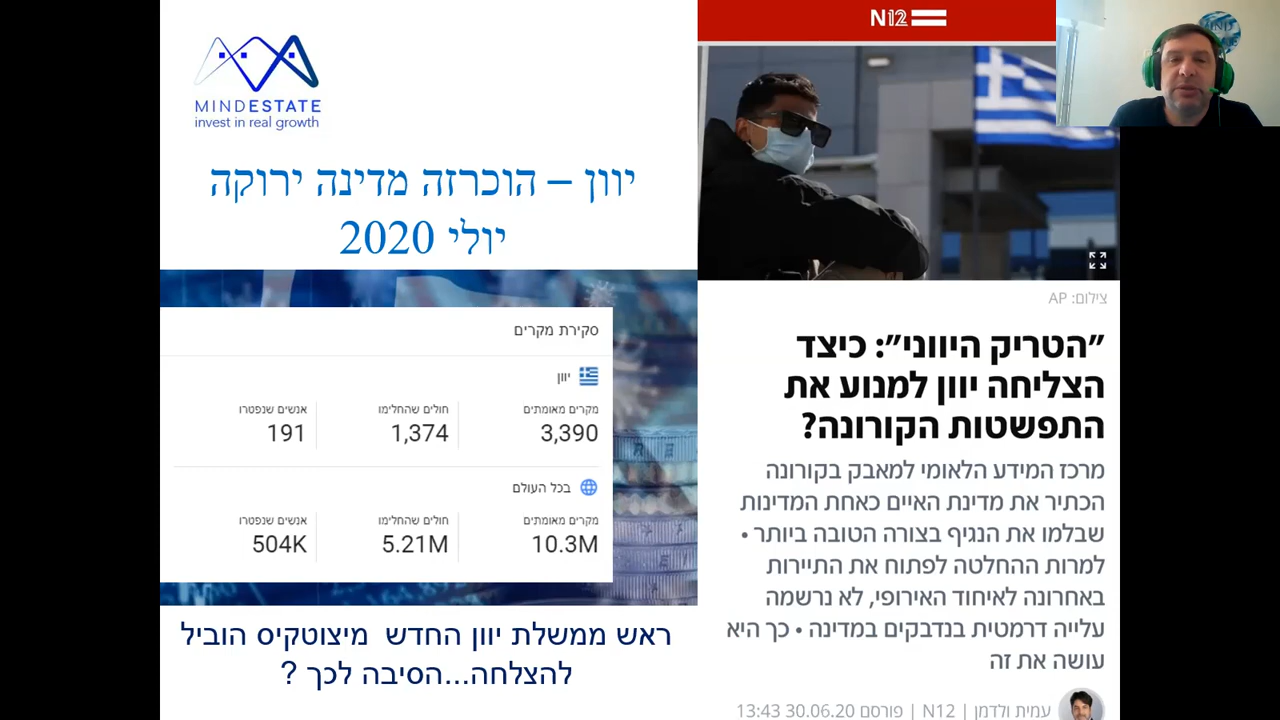 MINDESTATE
invest in real growth
יוון – הוכרזה מדינה ירוקה
יולי 2020
סקירת מקרים
יוון
מקרים מאומתים
חולים שהחלימו
אנשים שנפטרו
3,390
1,374
191
בכל העולם
מקרים מאומתים
חולים שהחלימו
אנשים שנפטרו
10.3M
5.21M
504K
ראש ממשלת יוון החדש מיצוטקיס הוביל
להצלחה...הסיבה לכך ?
N12
צילום: AP
"הטריק היווני": כיצד
הצליחה יוון למנוע את
התפשטות הקורונה?
מרכז המידע הלאומי למאבק בקורונה
הכתיר את מדינת האיים כאחת המדינות
שבלמו את הנגיף בצורה הטובה ביותר •
למרות ההחלטה לפתוח את התיירות
באחרונה לאיחוד האירופי, לא נרשמה
עלייה דרמטית בנדבקים במדינה • כך היא
עושה את זה
עמית ולדמן | N12 | פורסם 30.06.20 13:43